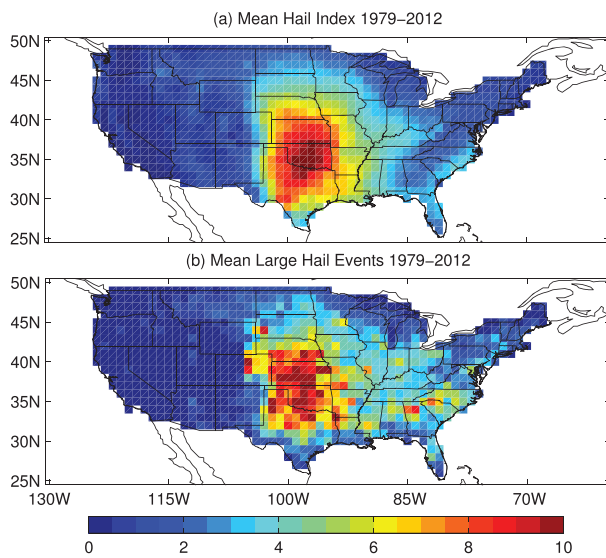 (a) Mean Hail Index 1979−2012
50N
45N
40N
35N
30N
25N
(b) Mean Large Hail Events 1979−2012
50N
45N
40N
35N
30N
25N
130W 115W 100W 85W 70W
0 2 4 6 8 10